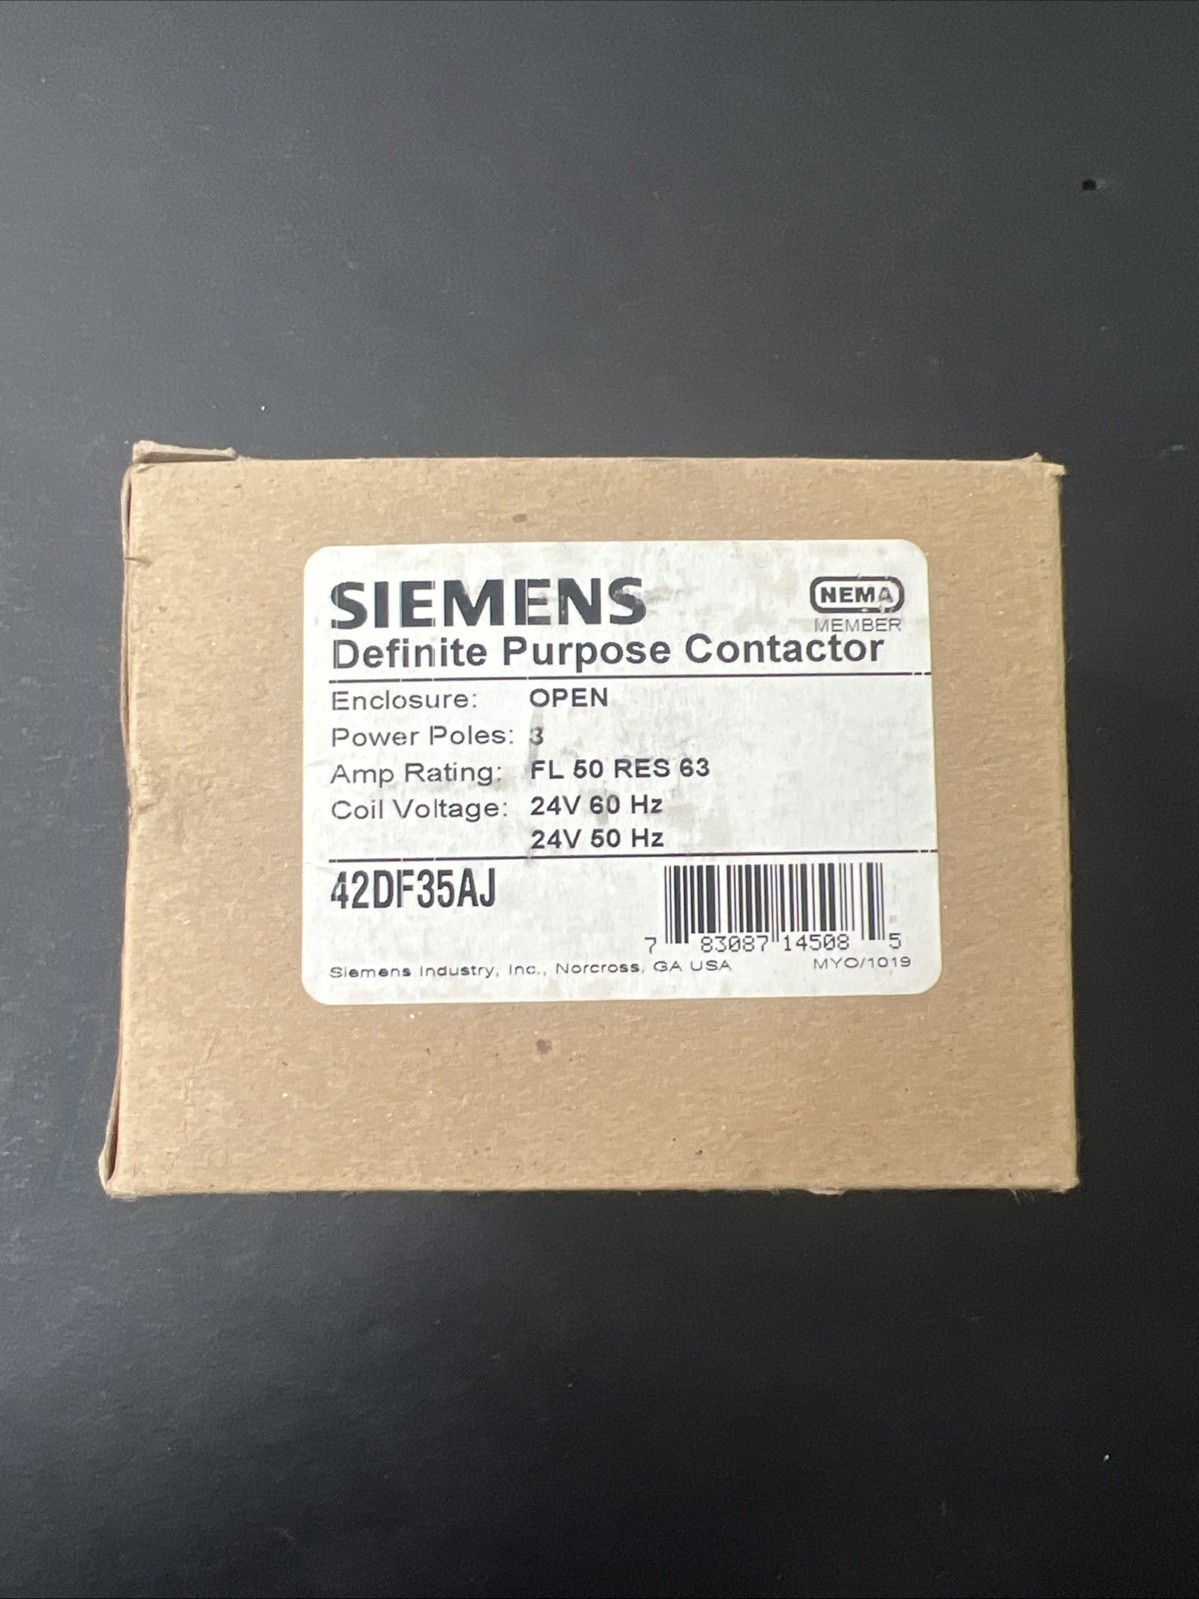 SIEMENS
NEMA
MEMBER
Definite Purpose Contactor
Enclosure: OPEN
Power Poles: 3
Amp Rating: FL 50 RES 63
Coil Voltage: 24V 60 Hz
24V 50 Hz
42DF35AJ
7 83087 14508 5
Siemens Industry, Inc., Norcross, GA USA MYO/1019